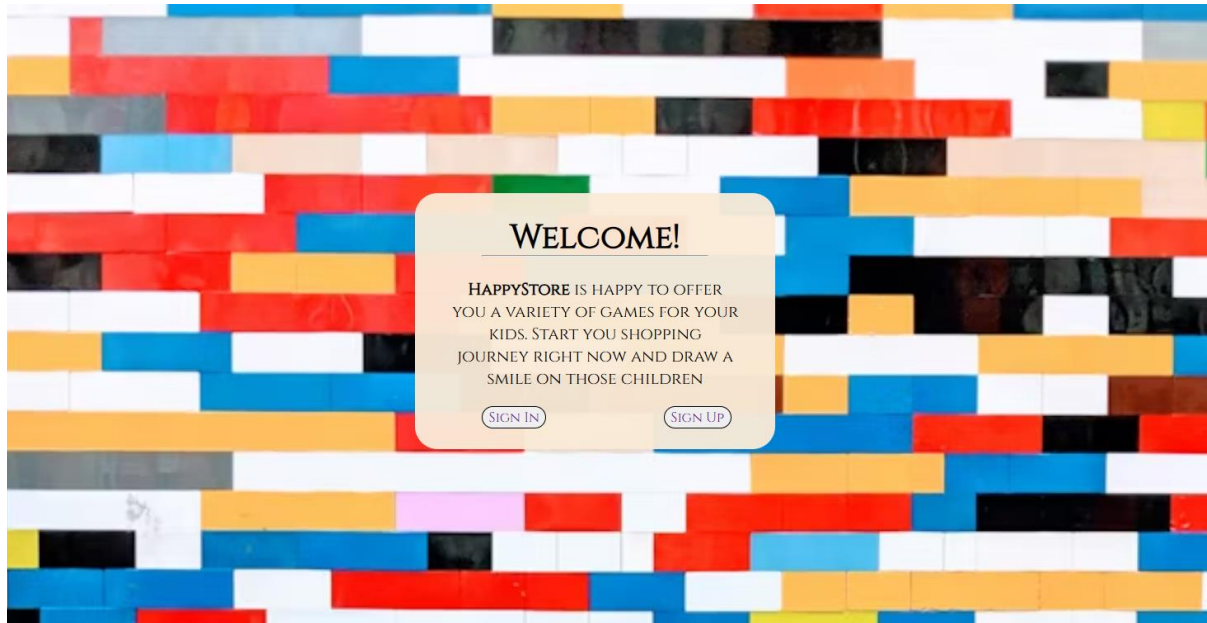 Welcome!
HappyStore is happy to offer
you a variety of games for your
kids. Start you shopping
journey right now and draw a
smile on those children
Sign In
Sign Up